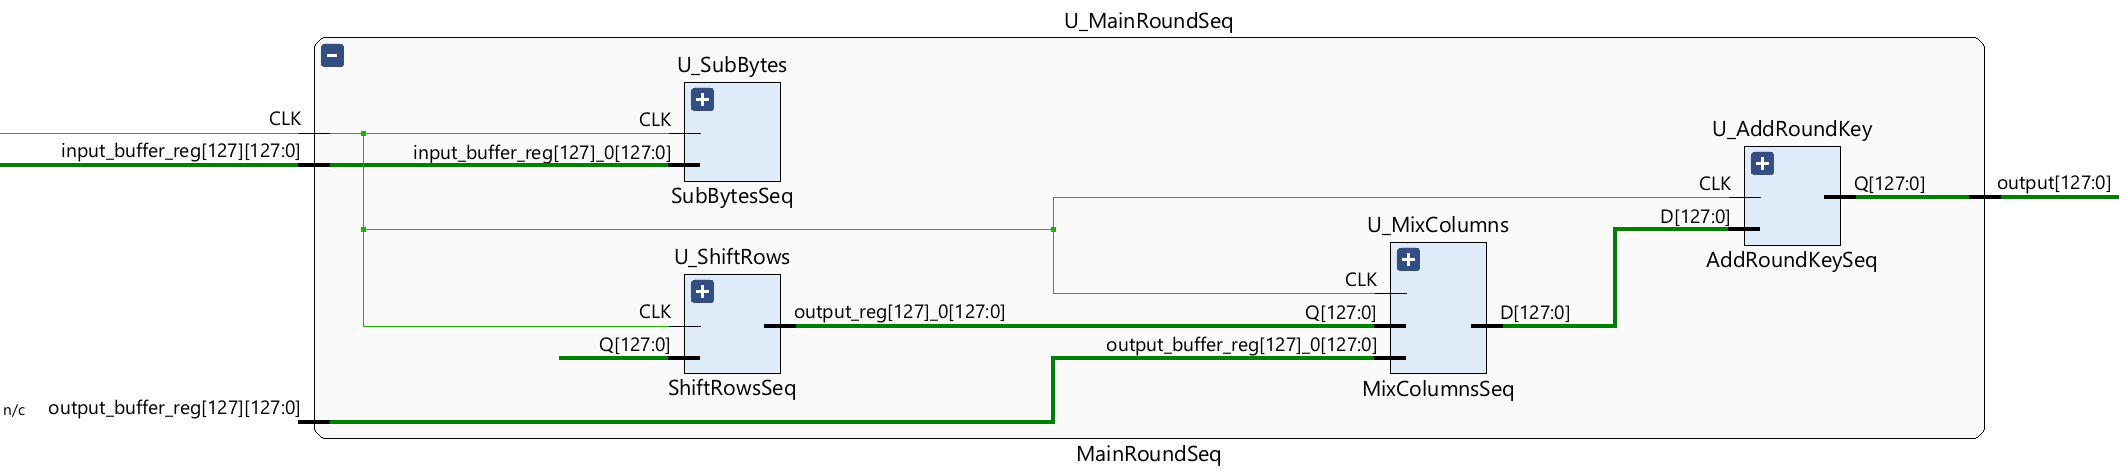 U_MainRoundSeq
U_SubBytes
CLK
CLK
input_buffer_reg[127][127:0]
input_buffer_reg[127]_0[127:0]
SubBytesSeq
U_AddRoundKey
CLK
Q[127:0]
output[127:0]
D[127:0]
AddRoundKeySeq
U_MixColumns
U_ShiftRows
CLK
CLK
output_reg[127]_0[127:0]
Q[127:0]
D[127:0]
Q[127:0]
output_buffer_reg[127]_0[127:0]
ShiftRowsSeq
MixColumnsSeq
n/c
output_buffer_reg[127][127:0]
MainRoundSeq